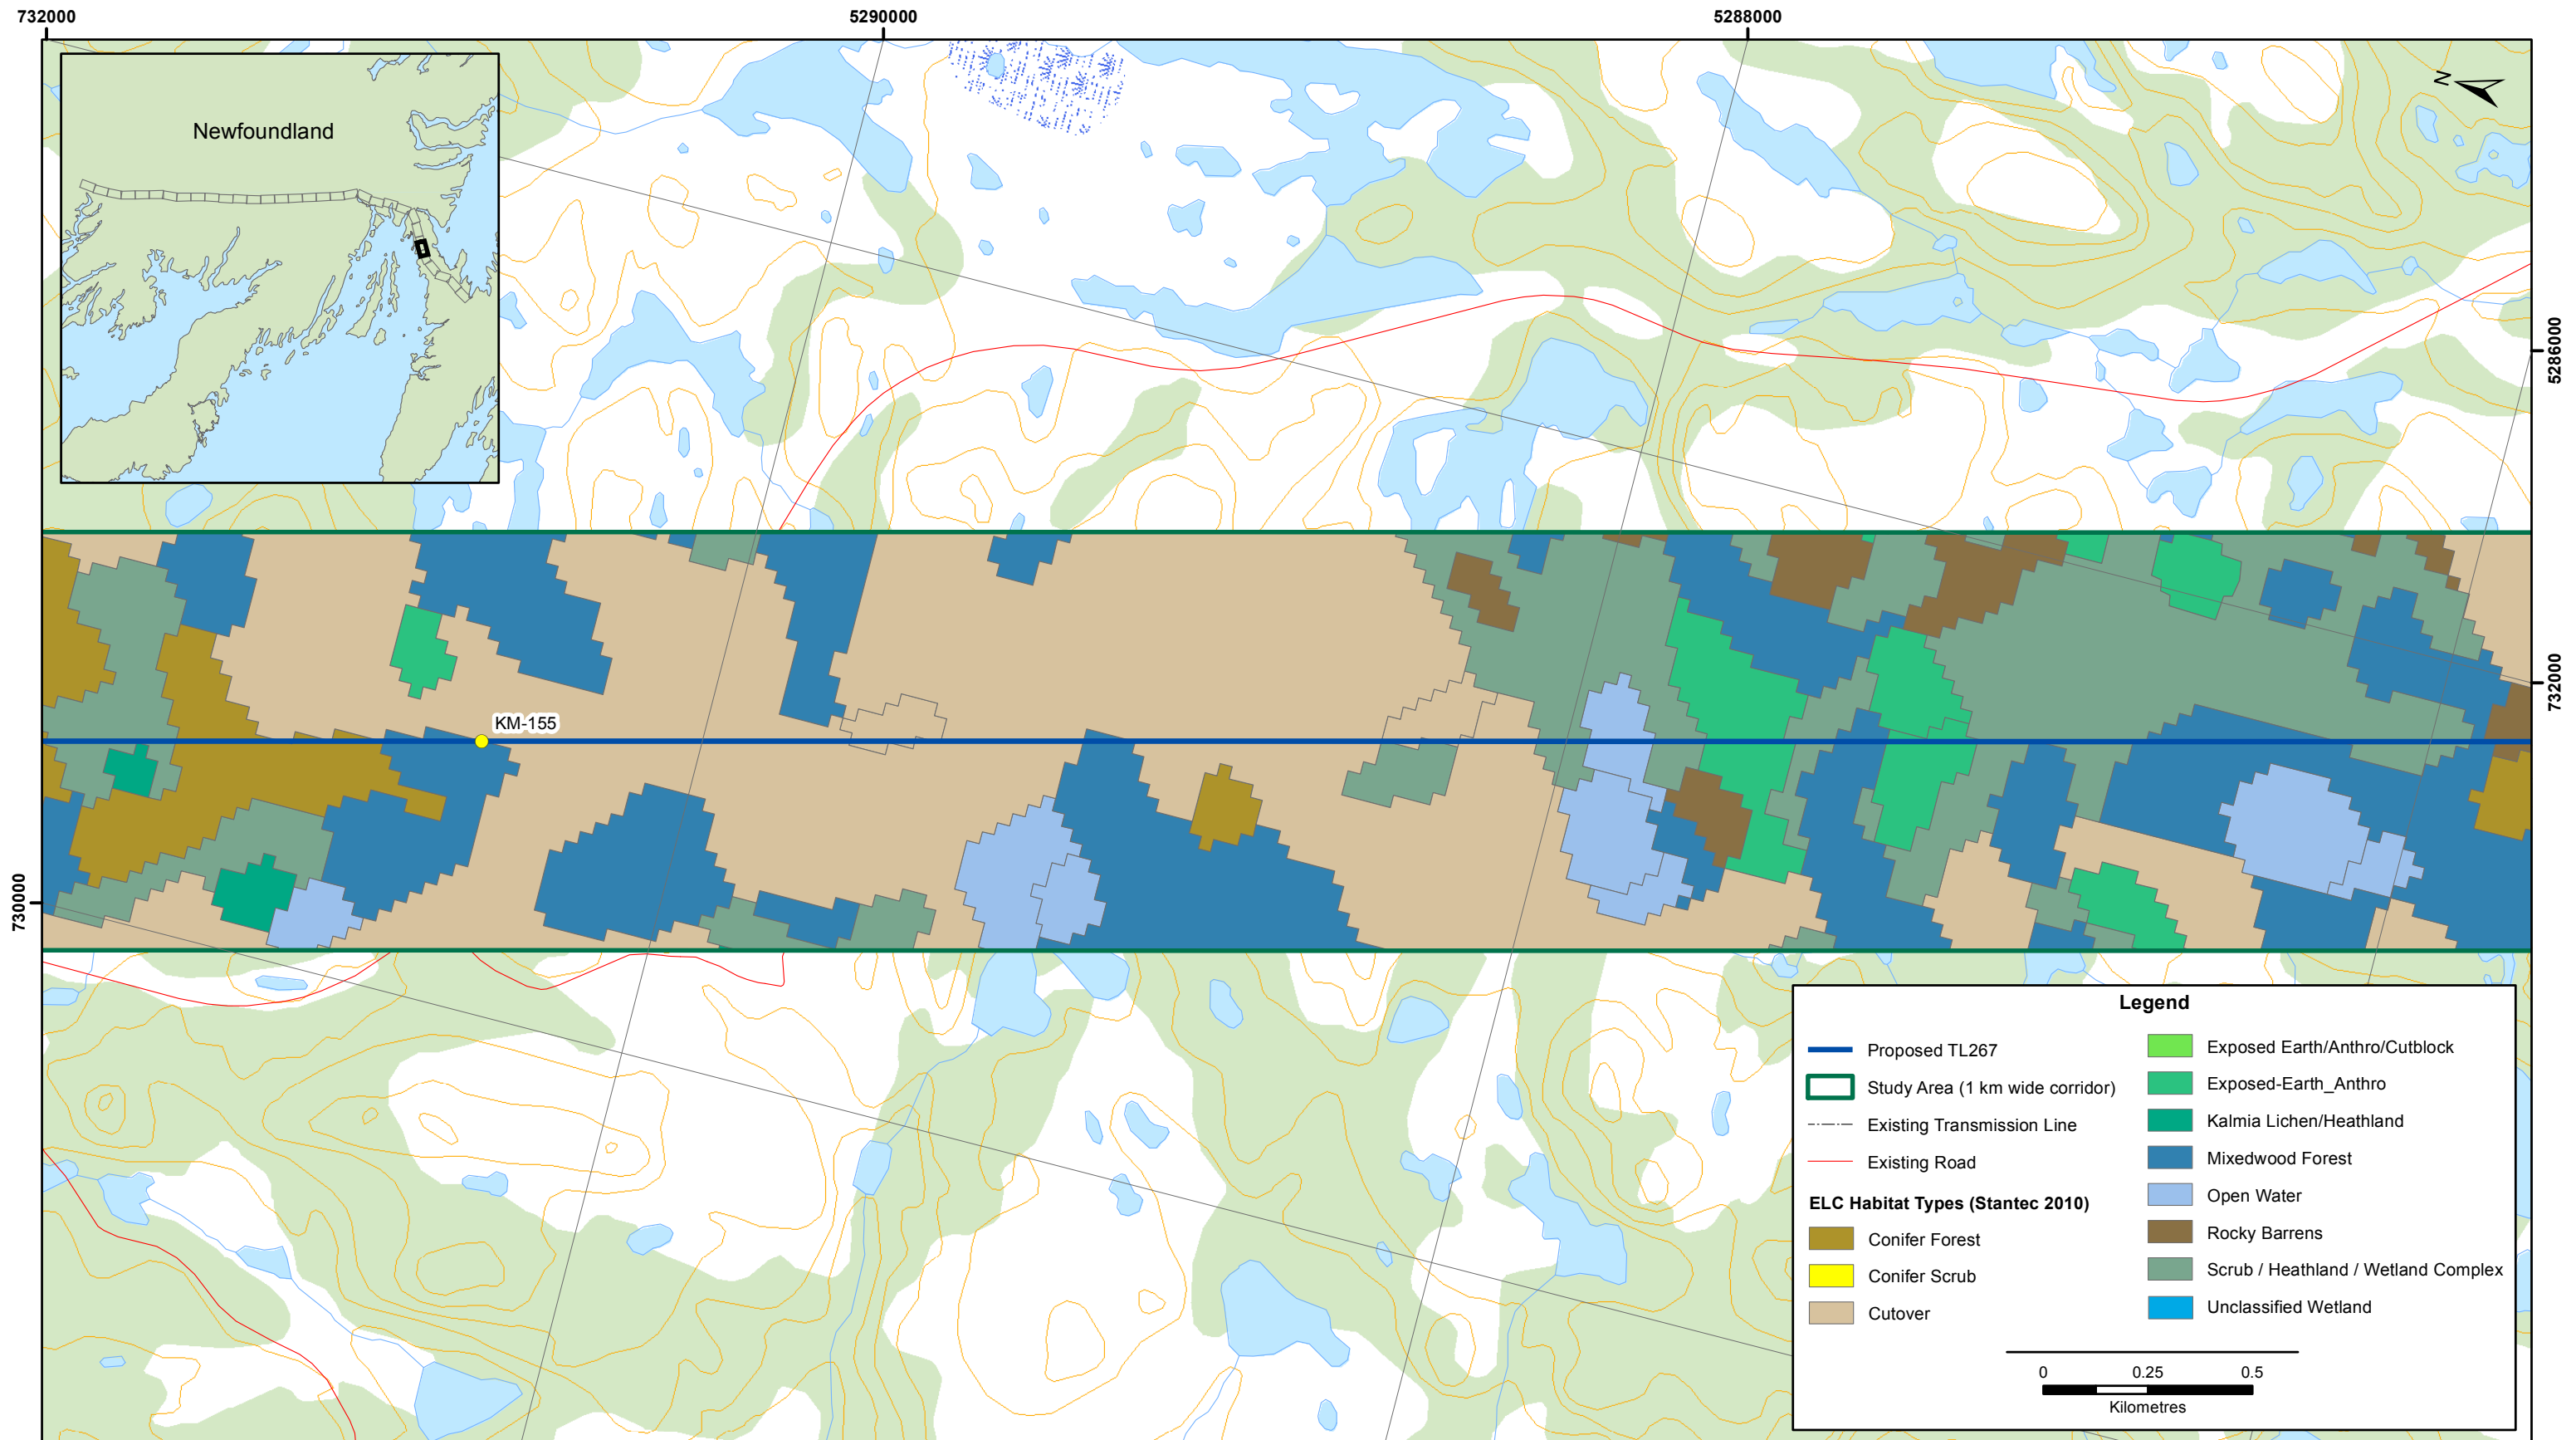 732000
5290000
5288000
Newfoundland
N
5286000
732000
KM-155
730000
Legend
Proposed TL267
Study Area (1 km wide corridor)
Existing Transmission Line
Existing Road
ELC Habitat Types (Stantec 2010)
Conifer Forest
Conifer Scrub
Cutover
Exposed Earth/Anthro/Cutblock
Exposed-Earth_Anthro
Kalmia Lichen/Heathland
Mixedwood Forest
Open Water
Rocky Barrens
Scrub / Heathland / Wetland Complex
Unclassified Wetland
0 0.25 0.5
Kilometres